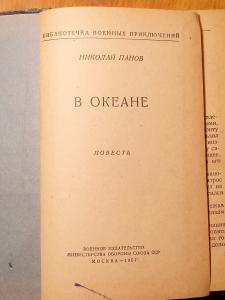 БИБЛИОТЕЧКА ВОЕННЫХ ПРИКЛЮЧЕНИЙ
НИКОЛАЙ ПАНОВ
В ОКЕАНЕ
ПОВЕСТЬ
ВОЕННОЕ ИЗДАТЕЛЬСТВО
МИНИСТЕРСТВА ОБОРОНЫ СОЮЗА ССР
МОСКВА—1957